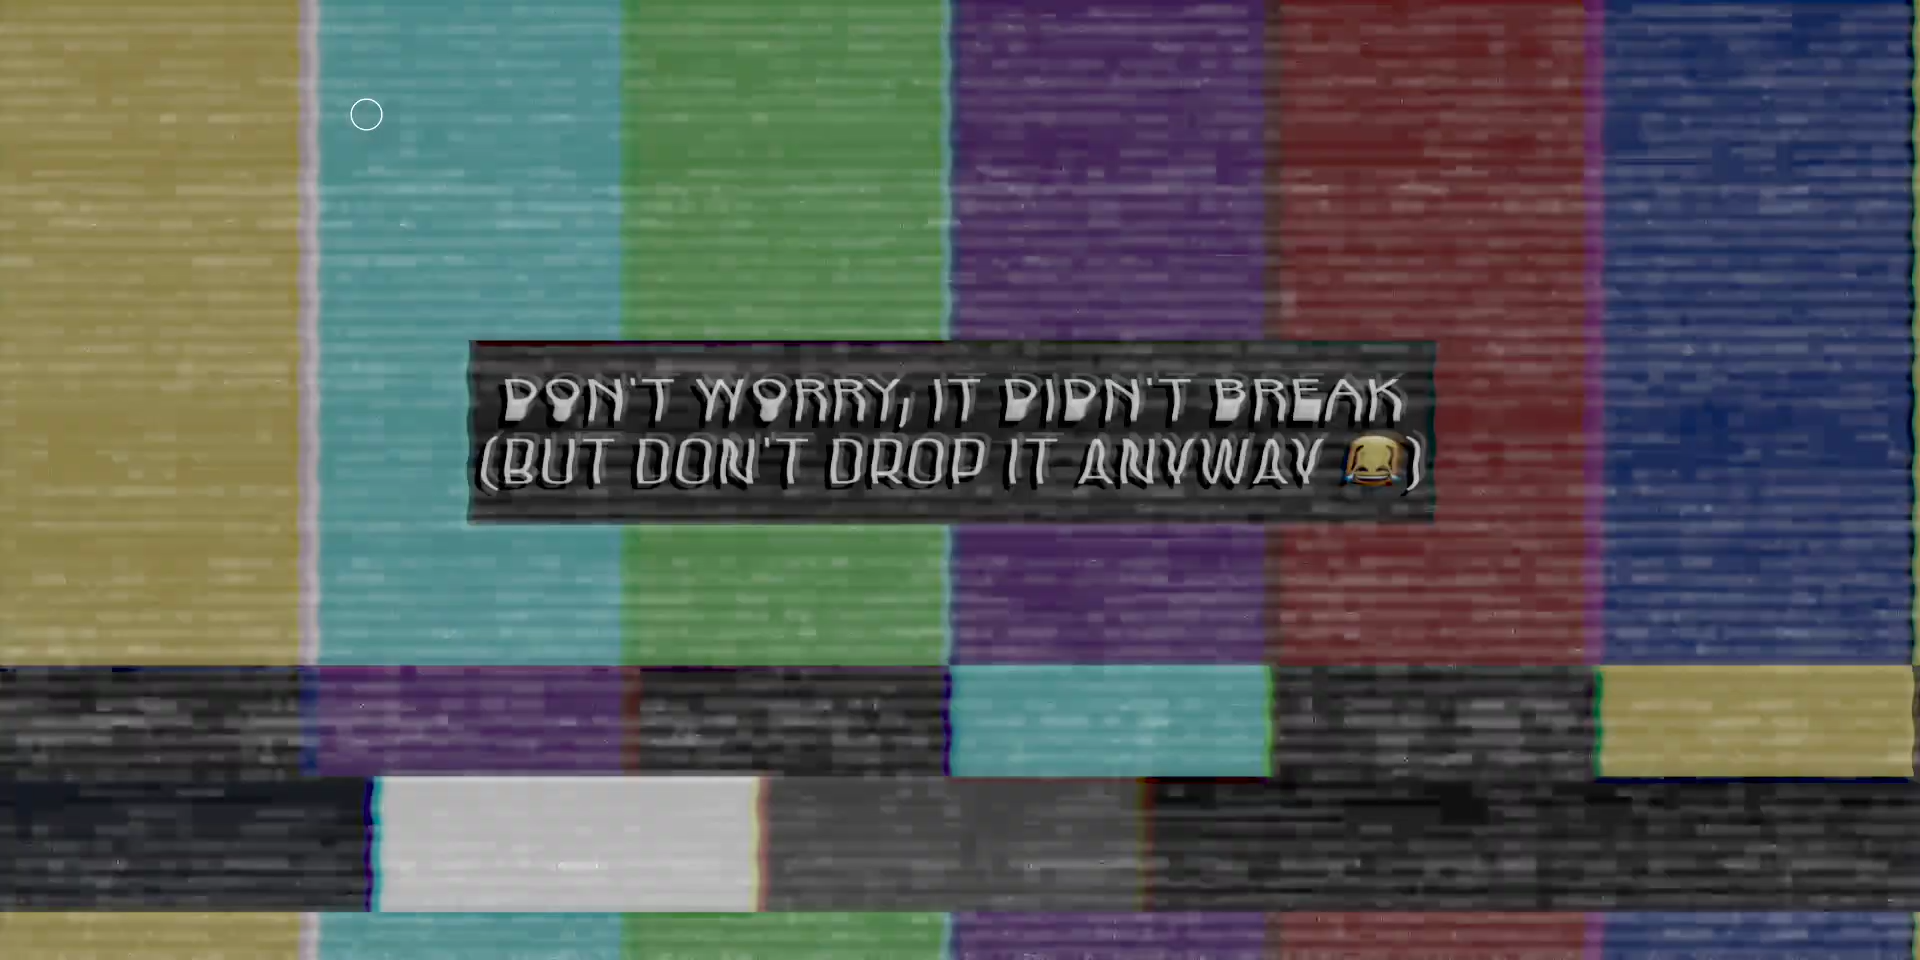 DON'T WORRY, IT DIDN'T BREAK
(BUT DON'T DROP IT ANYWAY 😂)